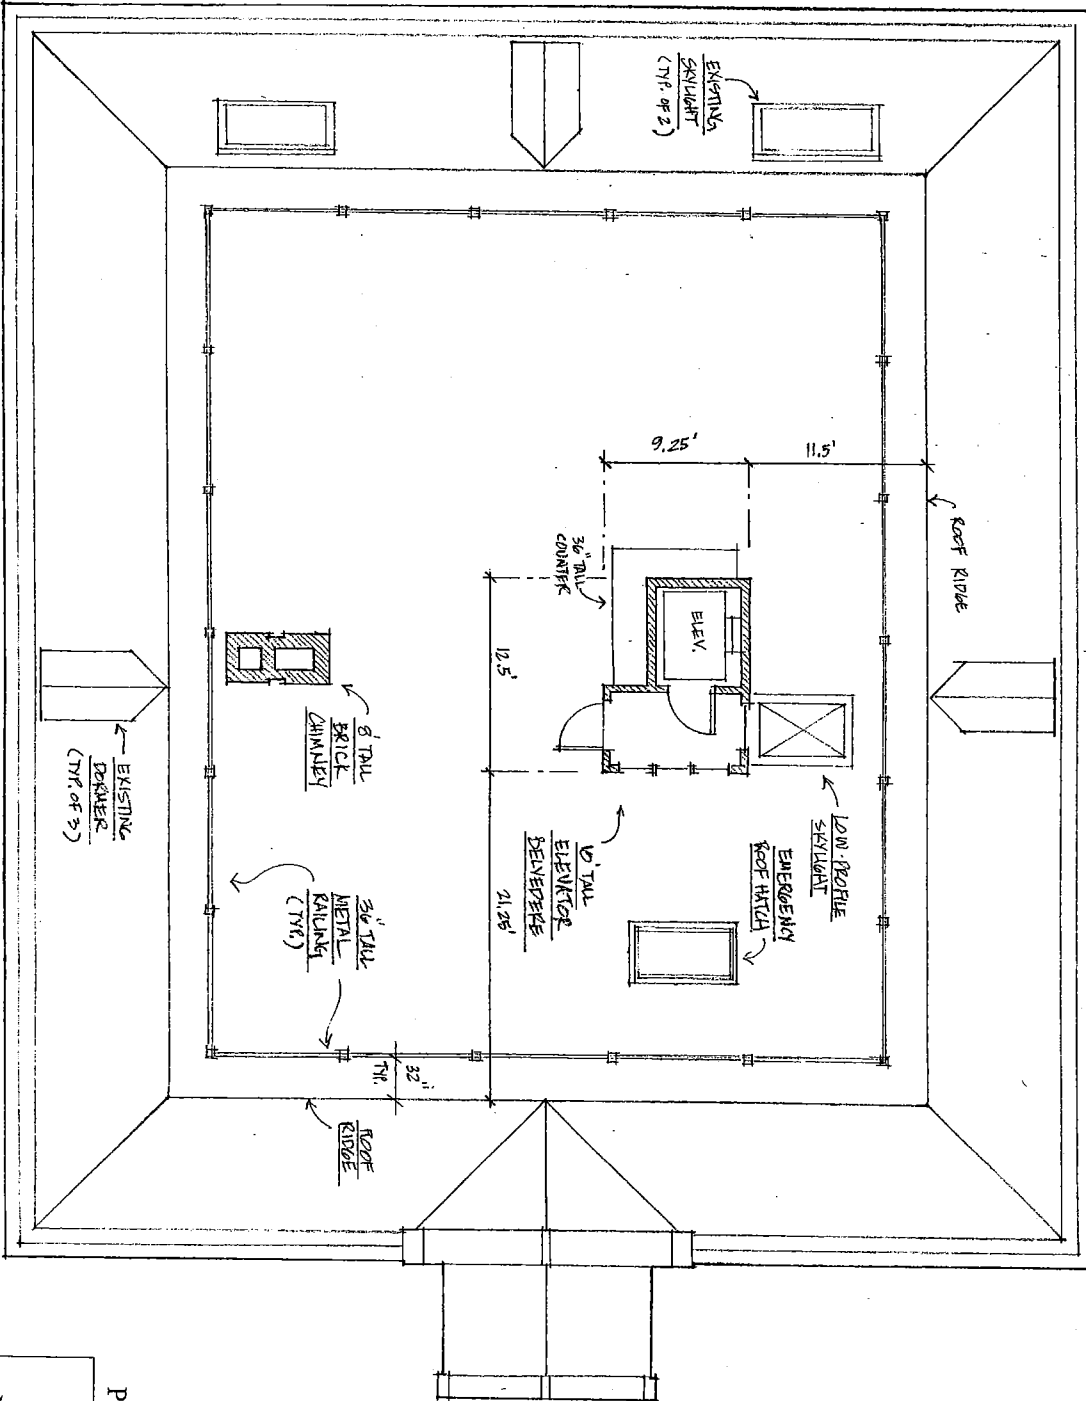 EXISTING
SKYLIGHT
(TYP. OF 2)
ROOF RIDGE
11.5'
9.25'
36" TALL
COUNTER
ELEV.
12.5'
LOW-PROFILE
SKYLIGHT
EMERGENCY
ROOF HATCH
10' TALL
ELEVATOR
BELVEDERE
21.25'
8' TALL
BRICK
CHIMNEY
36" TALL
METAL
RAILING
(TYP.)
32"
TYP.
ROOF
RIDGE
EXISTING
DORMER
(TYP. OF 3)
P